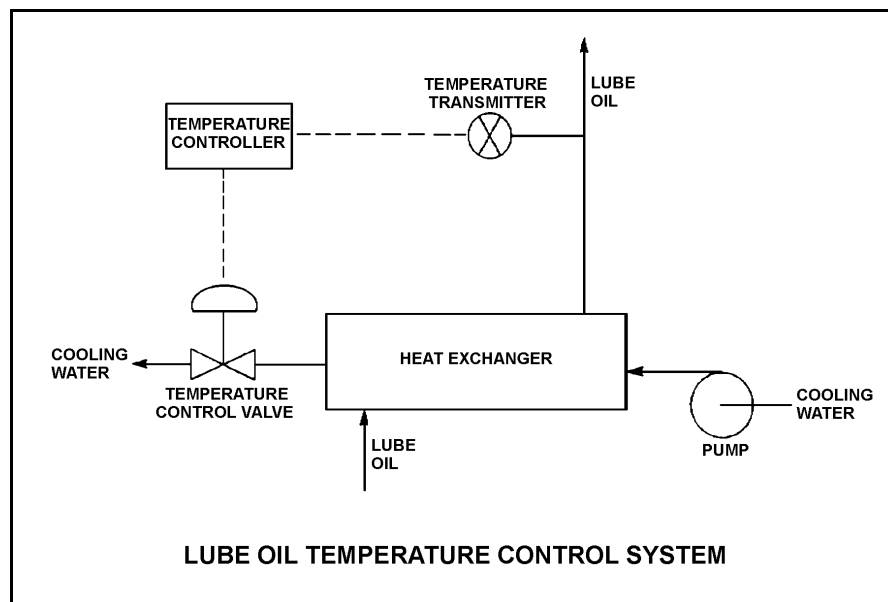 TEMPERATURE
TRANSMITTER
LUBE
OIL
TEMPERATURE
CONTROLLER
COOLING
WATER
TEMPERATURE
CONTROL VALVE
HEAT EXCHANGER
COOLING
WATER
PUMP
LUBE
OIL
LUBE OIL TEMPERATURE CONTROL SYSTEM